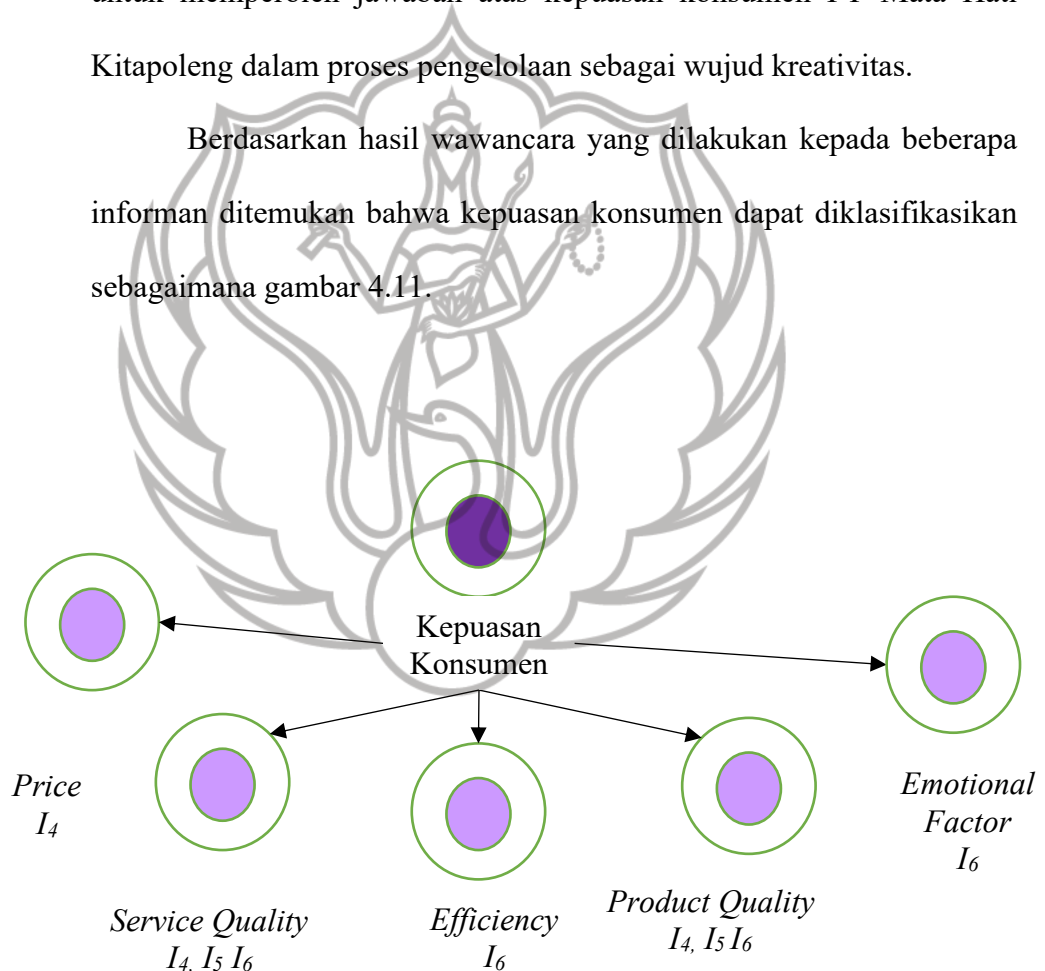 untuk memperoleh jawaban atas kepuasan konsumen PT Mata Hati
Kitapoleng dalam proses pengelolaan sebagai wujud kreativitas.
Berdasarkan hasil wawancara yang dilakukan kepada beberapa
informan ditemukan bahwa kepuasan konsumen dapat diklasifikasikan
sebagaimana gambar 4.11.
Kepuasan
Konsumen
Price
I4
Service Quality
I4, I5 I6
Efficiency
I6
Product Quality
I4, I5 I6
Emotional
Factor
I6